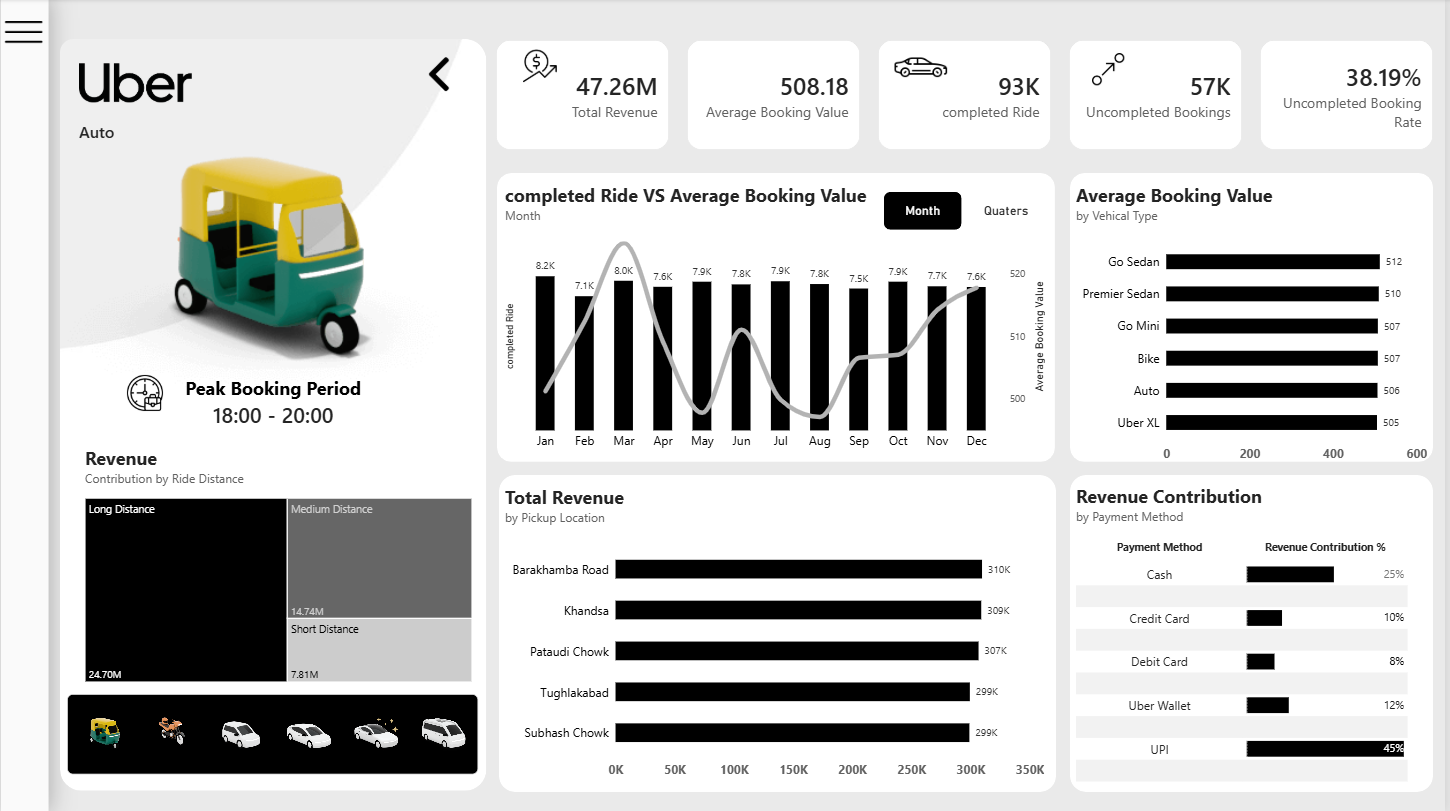 Uber
Auto
Peak Booking Period
18:00 - 20:00
Revenue
Contribution by Ride Distance
Long Distance
24.70M
Medium Distance
14.74M
Short Distance
7.81M
47.26M
Total Revenue
508.18
Average Booking Value
93K
completed Ride
57K
Uncompleted Bookings
38.19%
Uncompleted Booking
Rate
completed Ride VS Average Booking Value
Month
Month Quaters
completed Ride
8.2K 7.1K 8.0K 7.6K 7.9K 7.8K 7.9K 7.8K 7.5K 7.9K 7.7K 7.6K
520
510
500
Average Booking Value
Jan Feb Mar Apr May Jun Jul Aug Sep Oct Nov Dec
Average Booking Value
by Vehical Type
Go Sedan 512
Premier Sedan 510
Go Mini 507
Bike 507
Auto 506
Uber XL 505
0 200 400 600
Total Revenue
by Pickup Location
Barakhamba Road 310K
Khandsa 309K
Pataudi Chowk 307K
Tughlakabad 299K
Subhash Chowk 299K
0K 50K 100K 150K 200K 250K 300K 350K
Revenue Contribution
by Payment Method
Payment Method Revenue Contribution %
Cash 25%
Credit Card 10%
Debit Card 8%
Uber Wallet 12%
UPI 45%